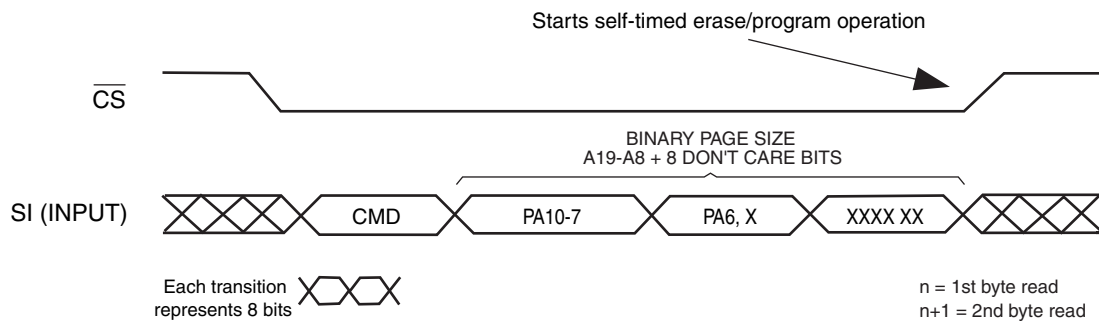 Starts self-timed erase/program operation
CS
BINARY PAGE SIZE
A19-A8 + 8 DON'T CARE BITS
SI (INPUT)
CMD
PA10-7
PA6, X
XXXX XX
Each transition
represents 8 bits
n = 1st byte read
n+1 = 2nd byte read